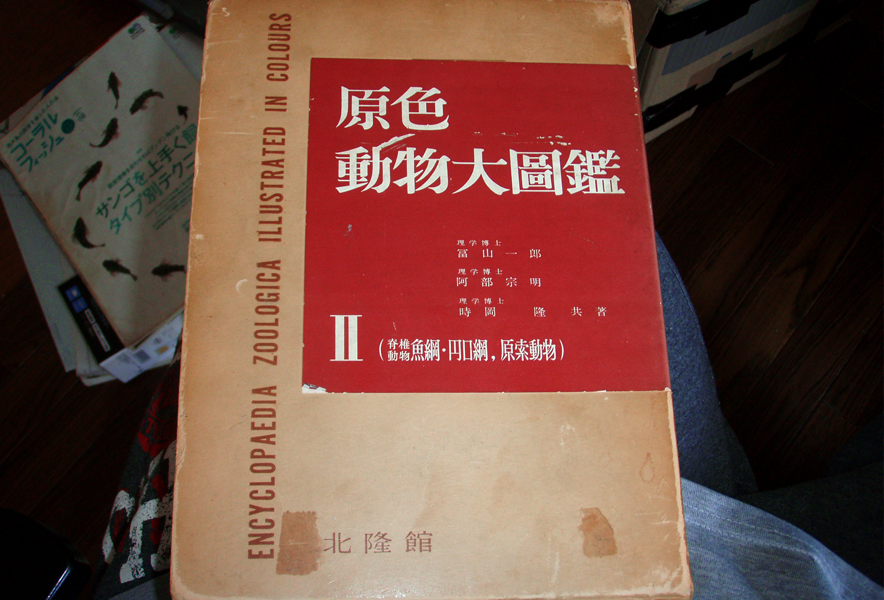 ENCYCLOPAEDIA ZOOLOGICA ILLUSTRATED IN COLOURS
原色
動物大圖鑑
理学博士
冨山一郎
理学博士
阿部宗明
理学博士
時岡 隆 共著
II (脊椎動物魚綱・円口綱,原索動物)
北隆館
コーラル
フィッシュ
サンゴを上手く
タイプ別テクニ